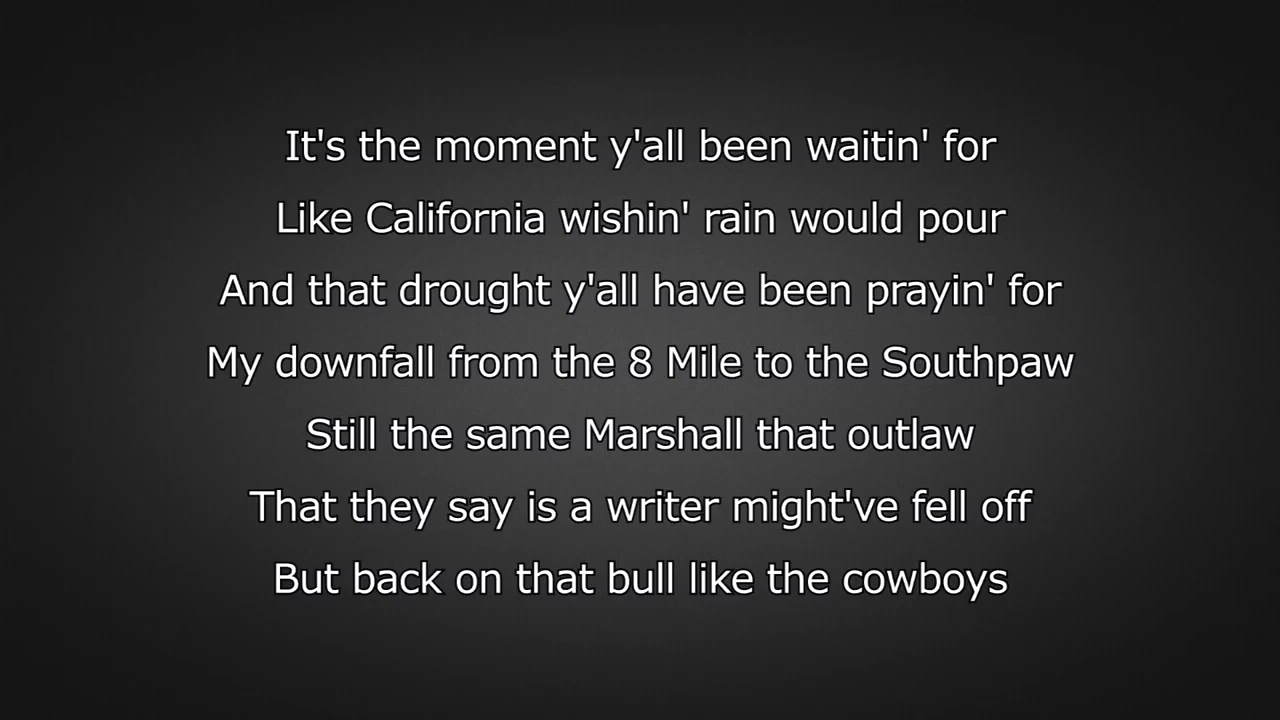 It's the moment y'all been waitin' for
Like California wishin' rain would pour
And that drought y'all have been prayin' for
My downfall from the 8 Mile to the Southpaw
Still the same Marshall that outlaw
That they say is a writer might've fell off
But back on that bull like the cowboys